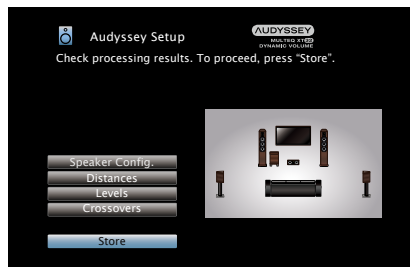 Audyssey Setup
AUDYSSEY
MULTEQ XT32
DYNAMIC VOLUME
Check processing results. To proceed, press “Store”.
Speaker Config.
Distances
Levels
Crossovers
Store